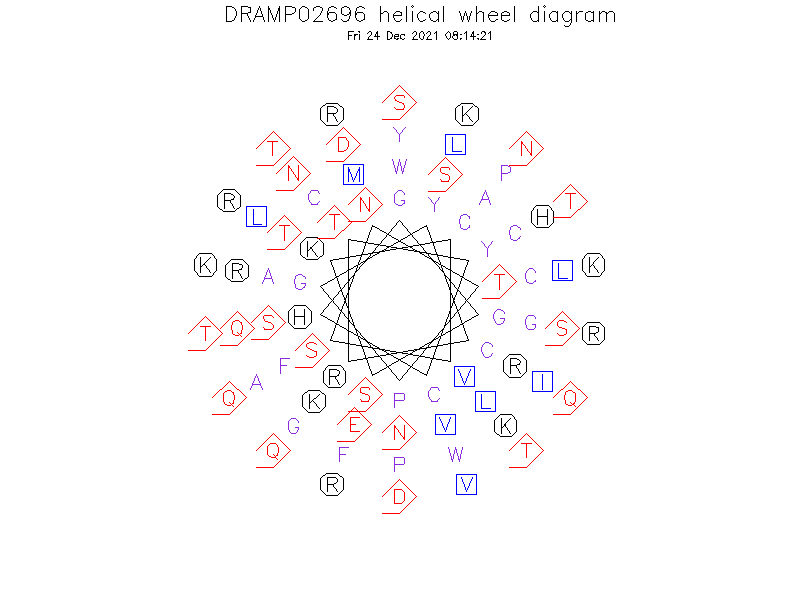 DRAMP02696 helical wheel diagram
Fri 24 Dec 2021 08:14:21
S
R K
Y
D L
T N
W
N M S P
C A
R N G Y T
L T C H
T K Y C
K R A G T C L K
T Q S H G G S R
S C
F R
A R V I
Q K S P C L Q
G E N V K
F P W
Q T
R D V